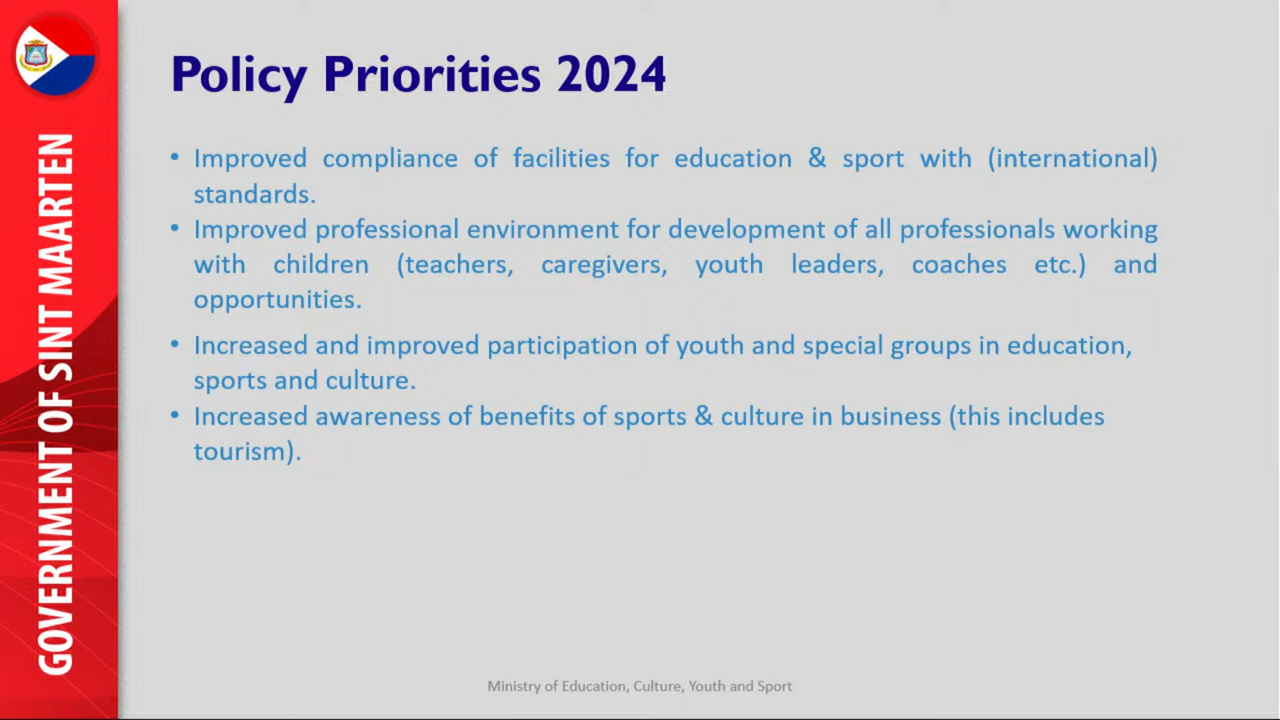 GOVERNMENT OF SINT MAARTEN
Policy Priorities 2024
• Improved compliance of facilities for education & sport with (international)
standards.
• Improved professional environment for development of all professionals working
with children (teachers, caregivers, youth leaders, coaches etc.) and
opportunities.
• Increased and improved participation of youth and special groups in education,
sports and culture.
• Increased awareness of benefits of sports & culture in business (this includes
tourism).
Ministry of Education, Culture, Youth and Sport